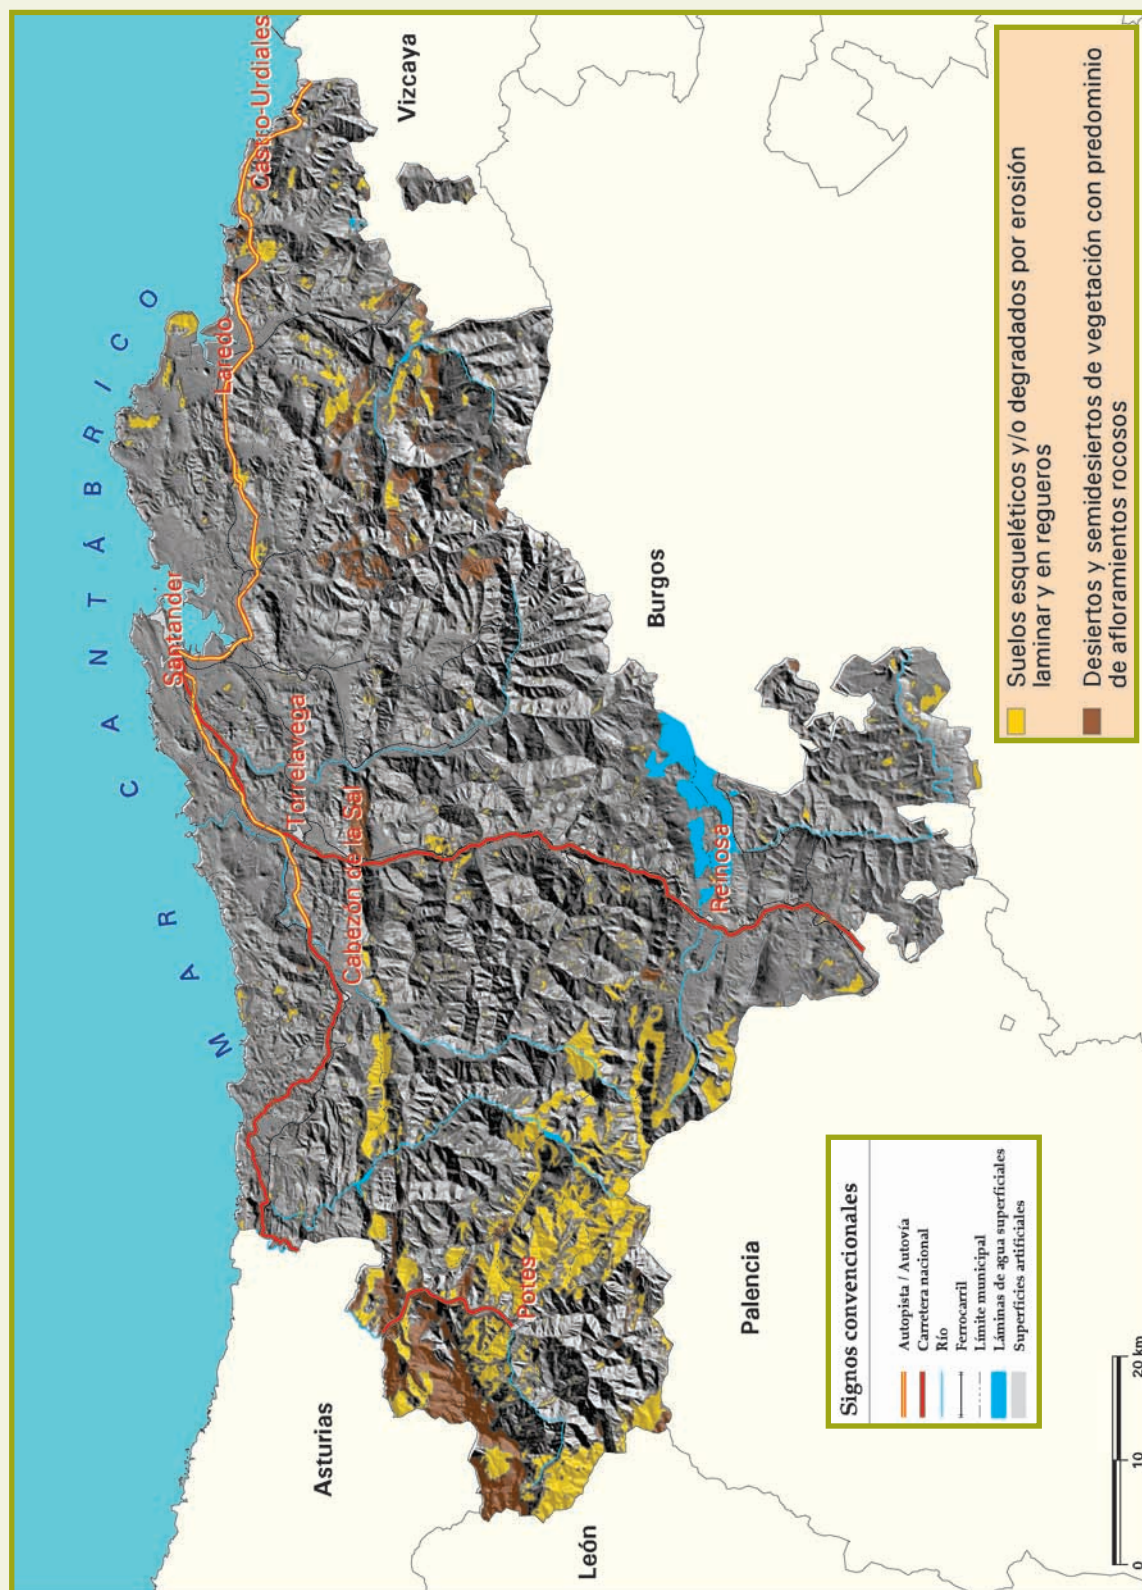 MAR CANTÁBRICO
Castro-Urdiales
Laredo
Santander
Torrelavega
Cabezón de la Sal
Reinosa
Potes
Vizcaya
Burgos
Palencia
Asturias
León
Suelos esqueléticos y/o degradados por erosión
laminar y en regueros
Desiertos y semidesiertos de vegetación con predominio
de afloramientos rocosos
Signos convencionales
Autopista / Autovía
Carretera nacional
Río
Ferrocarril
Límite municipal
Láminas de agua superficiales
Superficies artificiales
0 10 20 km